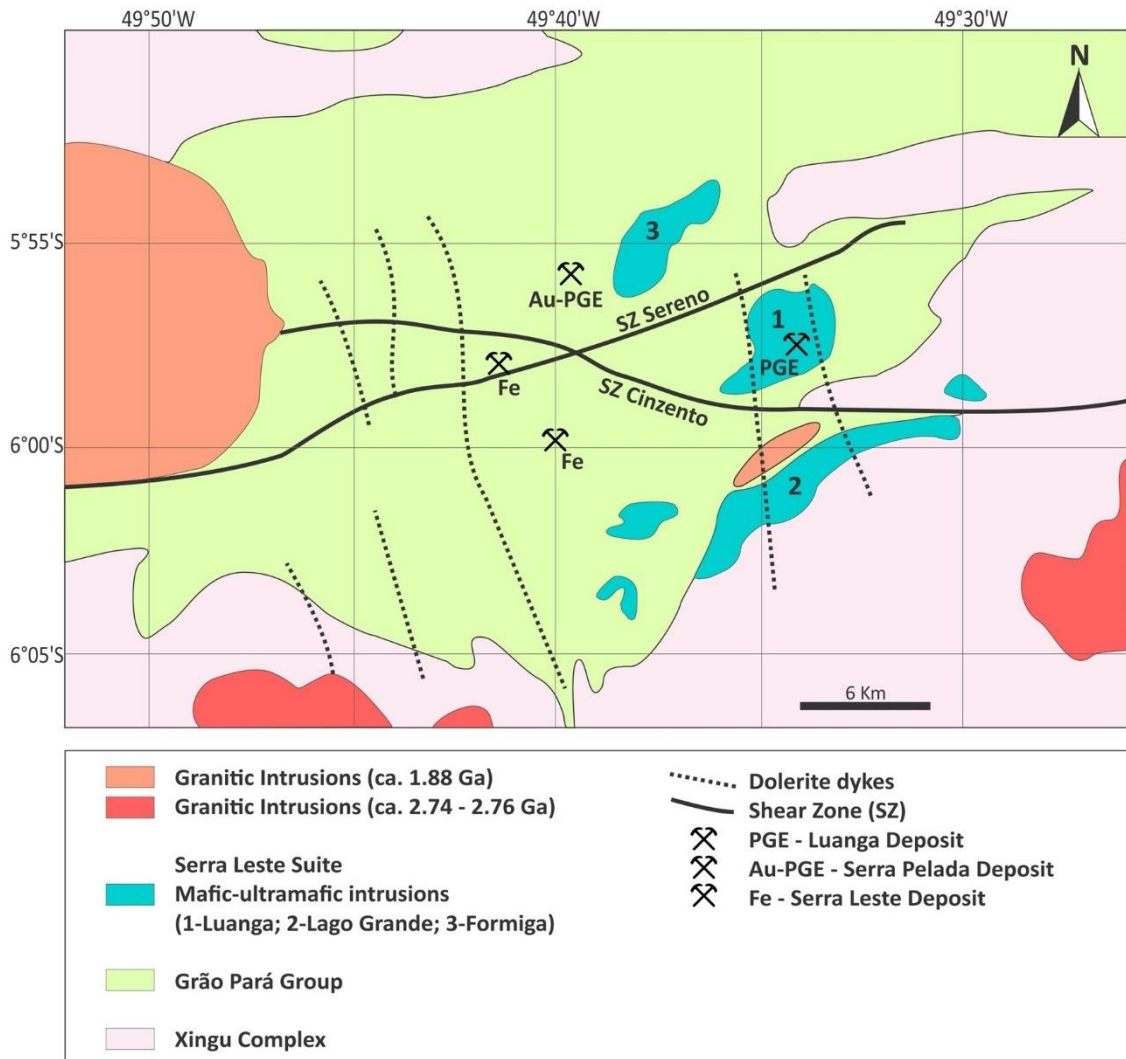 49°50'W
49°40'W
49°30'W
N
5°55'S
3
Au-PGE
SZ Sereno
1
PGE
Fe
SZ Cinzento
6°00'S
Fe
2
6°05'S
6 Km
Granitic Intrusions (ca. 1.88 Ga)
Granitic Intrusions (ca. 2.74 - 2.76 Ga)
Serra Leste Suite
Mafic-ultramafic intrusions
(1-Luanga; 2-Lago Grande; 3-Formiga)
Grão Pará Group
Xingu Complex
Dolerite dykes
Shear Zone (SZ)
PGE - Luanga Deposit
Au-PGE - Serra Pelada Deposit
Fe - Serra Leste Deposit